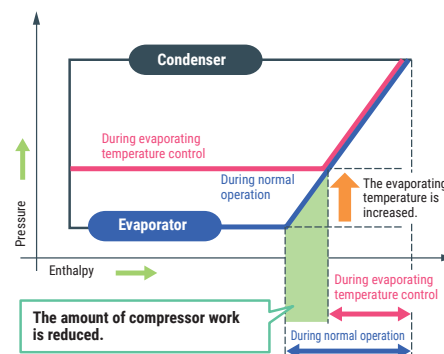 Condenser
During evaporating
temperature control
During normal
operation
The evaporating
temperature is
increased.
Evaporator
Pressure
Enthalpy
During evaporating
temperature control
The amount of compressor work
is reduced.
During normal operation